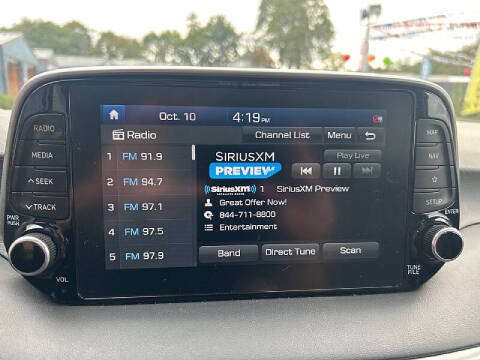 Oct. 10 4:19 PM
Radio Channel List Menu
1 FM 91.9
2 FM 94.7
3 FM 97.1
4 FM 97.5
5 FM 97.9
SIRIUSXM
PREVIEW
Play Live
SiriusXM 1 SiriusXM Preview
Great Offer Now!
844-711-8800
Entertainment
Band Direct Tune Scan
RADIO
MEDIA
SEEK
TRACK
PWR
PUSH
VOL
MAP
NAV
SETUP
ENTER
TUNE
FILE